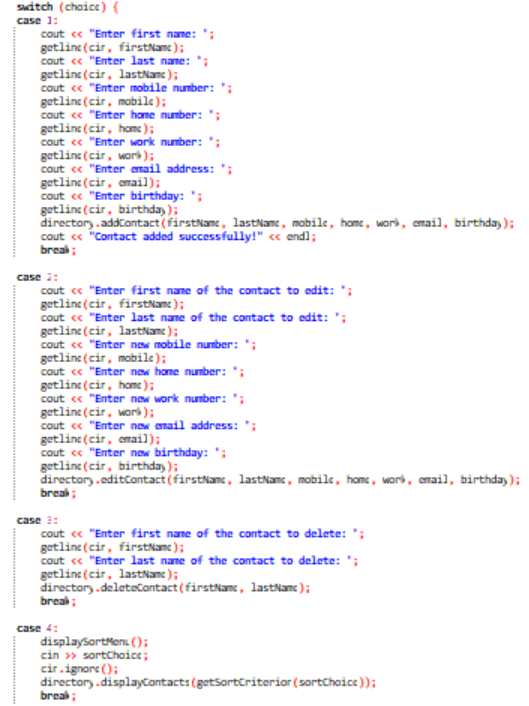 switch (choice) {
case 1:
cout << "Enter first name: ";
getline(cin, firstName);
cout << "Enter last name: ";
getline(cin, lastName);
cout << "Enter mobile number: ";
getline(cin, mobile);
cout << "Enter home number: ";
getline(cin, home);
cout << "Enter work number: ";
getline(cin, work);
cout << "Enter email address: ";
getline(cin, email);
cout << "Enter birthday: ";
getline(cin, birthday);
directory.addContact(firstName, lastName, mobile, home, work, email, birthday);
cout << "Contact added successfully!" << endl;
break;
case 2:
cout << "Enter first name of the contact to edit: ";
getline(cin, firstName);
cout << "Enter last name of the contact to edit: ";
getline(cin, lastName);
cout << "Enter new mobile number: ";
getline(cin, mobile);
cout << "Enter new home number: ";
getline(cin, home);
cout << "Enter new work number: ";
getline(cin, work);
cout << "Enter new email address: ";
getline(cin, email);
cout << "Enter new birthday: ";
getline(cin, birthday);
directory.editContact(firstName, lastName, mobile, home, work, email, birthday);
break;
case 3:
cout << "Enter first name of the contact to delete: ";
getline(cin, firstName);
cout << "Enter last name of the contact to delete: ";
getline(cin, lastName);
directory.deleteContact(firstName, lastName);
break;
case 4:
displaySortMenu();
cin >> sortChoice;
cin.ignore();
directory.displayContacts(getSortCriterion(sortChoice));
break;